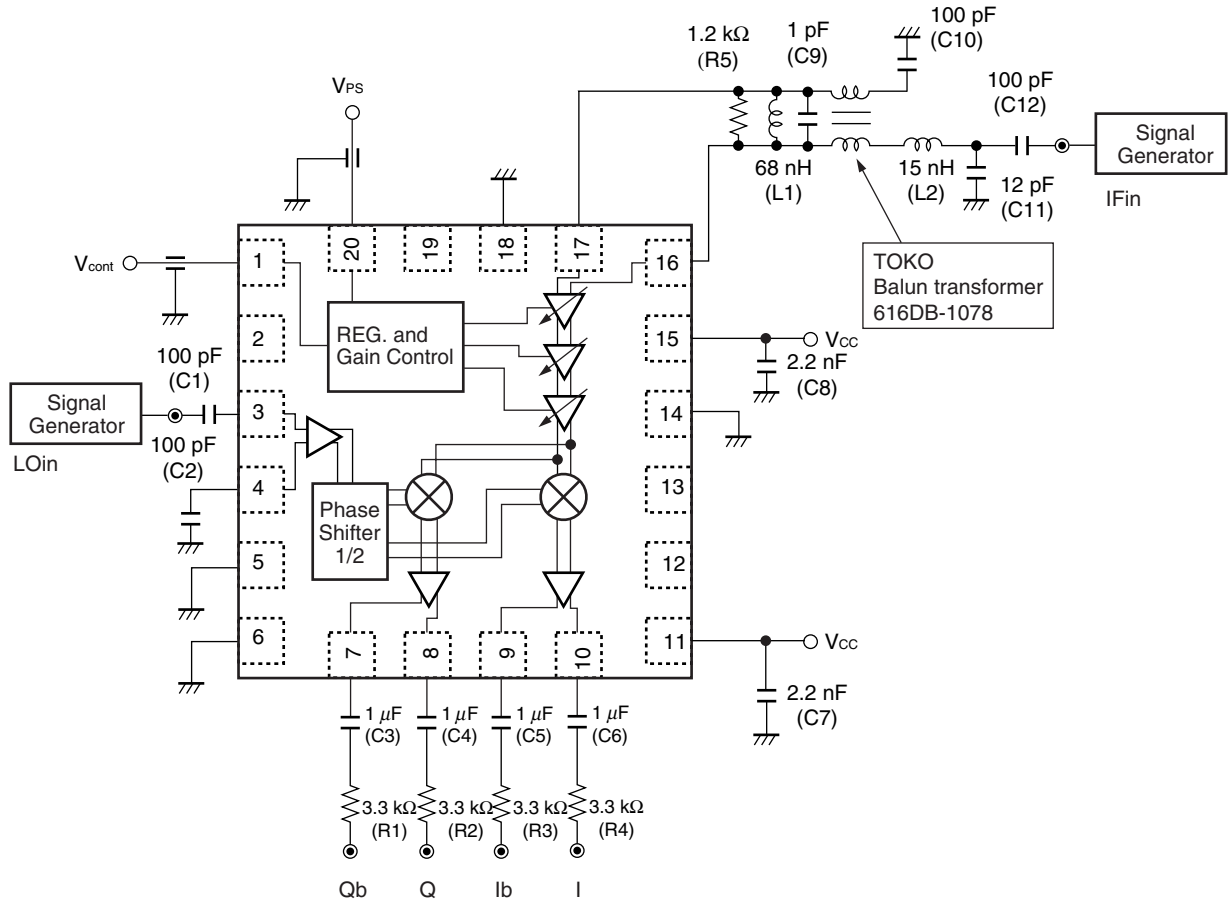 1.2 kΩ
(R5)
1 pF
(C9)
100 pF
(C10)
100 pF
(C12)
Signal
Generator
IFin
68 nH
(L1)
15 nH
(L2)
12 pF
(C11)
TOKO
Balun transformer
616DB-1078
VPS
Vcont
20
19
18
17
1
2
3
4
5
6
16
15
14
13
12
11
REG. and
Gain Control
VCC
2.2 nF
(C8)
100 pF
(C1)
Signal
Generator
LOin
100 pF
(C2)
Phase
Shifter
1/2
7
8
9
10
VCC
2.2 nF
(C7)
1 µF
(C3)
1 µF
(C4)
1 µF
(C5)
1 µF
(C6)
3.3 kΩ
(R1)
3.3 kΩ
(R2)
3.3 kΩ
(R3)
3.3 kΩ
(R4)
Qb
Q
Ib
I